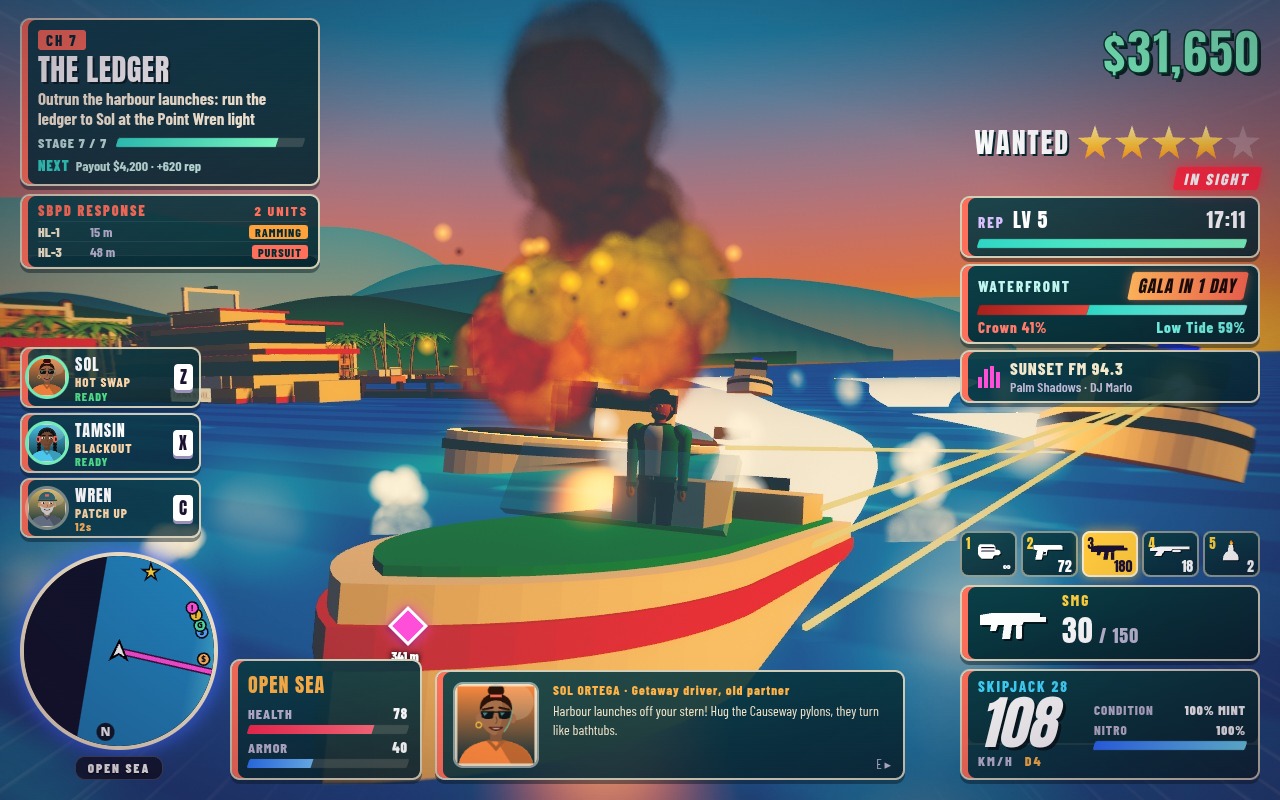 CH 7
THE LEDGER
Outrun the harbour launches: run the
ledger to Sol at the Point Wren light
STAGE 7 / 7
NEXT Payout $4,200 · +620 rep
SBPD RESPONSE 2 UNITS
HL-1 15 m RAMMING
HL-3 48 m PURSUIT
$31,650
WANTED
IN SIGHT
REP LV 5 17:11
WATERFRONT GALA IN 1 DAY
Crown 41% Low Tide 59%
SUNSET FM 94.3
Palm Shadows · DJ Marlo
SOL
HOT SWAP
READY
Z
TAMSIN
BLACKOUT
READY
X
WREN
PATCH UP
12s
C
N
OPEN SEA
341 m
OPEN SEA
HEALTH 78
ARMOR 40
SOL ORTEGA · Getaway driver, old partner
Harbour launches off your stern! Hug the Causeway pylons, they turn
like bathtubs.
E ▸
1 ∞
2 72
3 180
4 18
5 2
SMG
30 / 150
SKIPJACK 28
108
KM/H D4
CONDITION 100% MINT
NITRO 100%